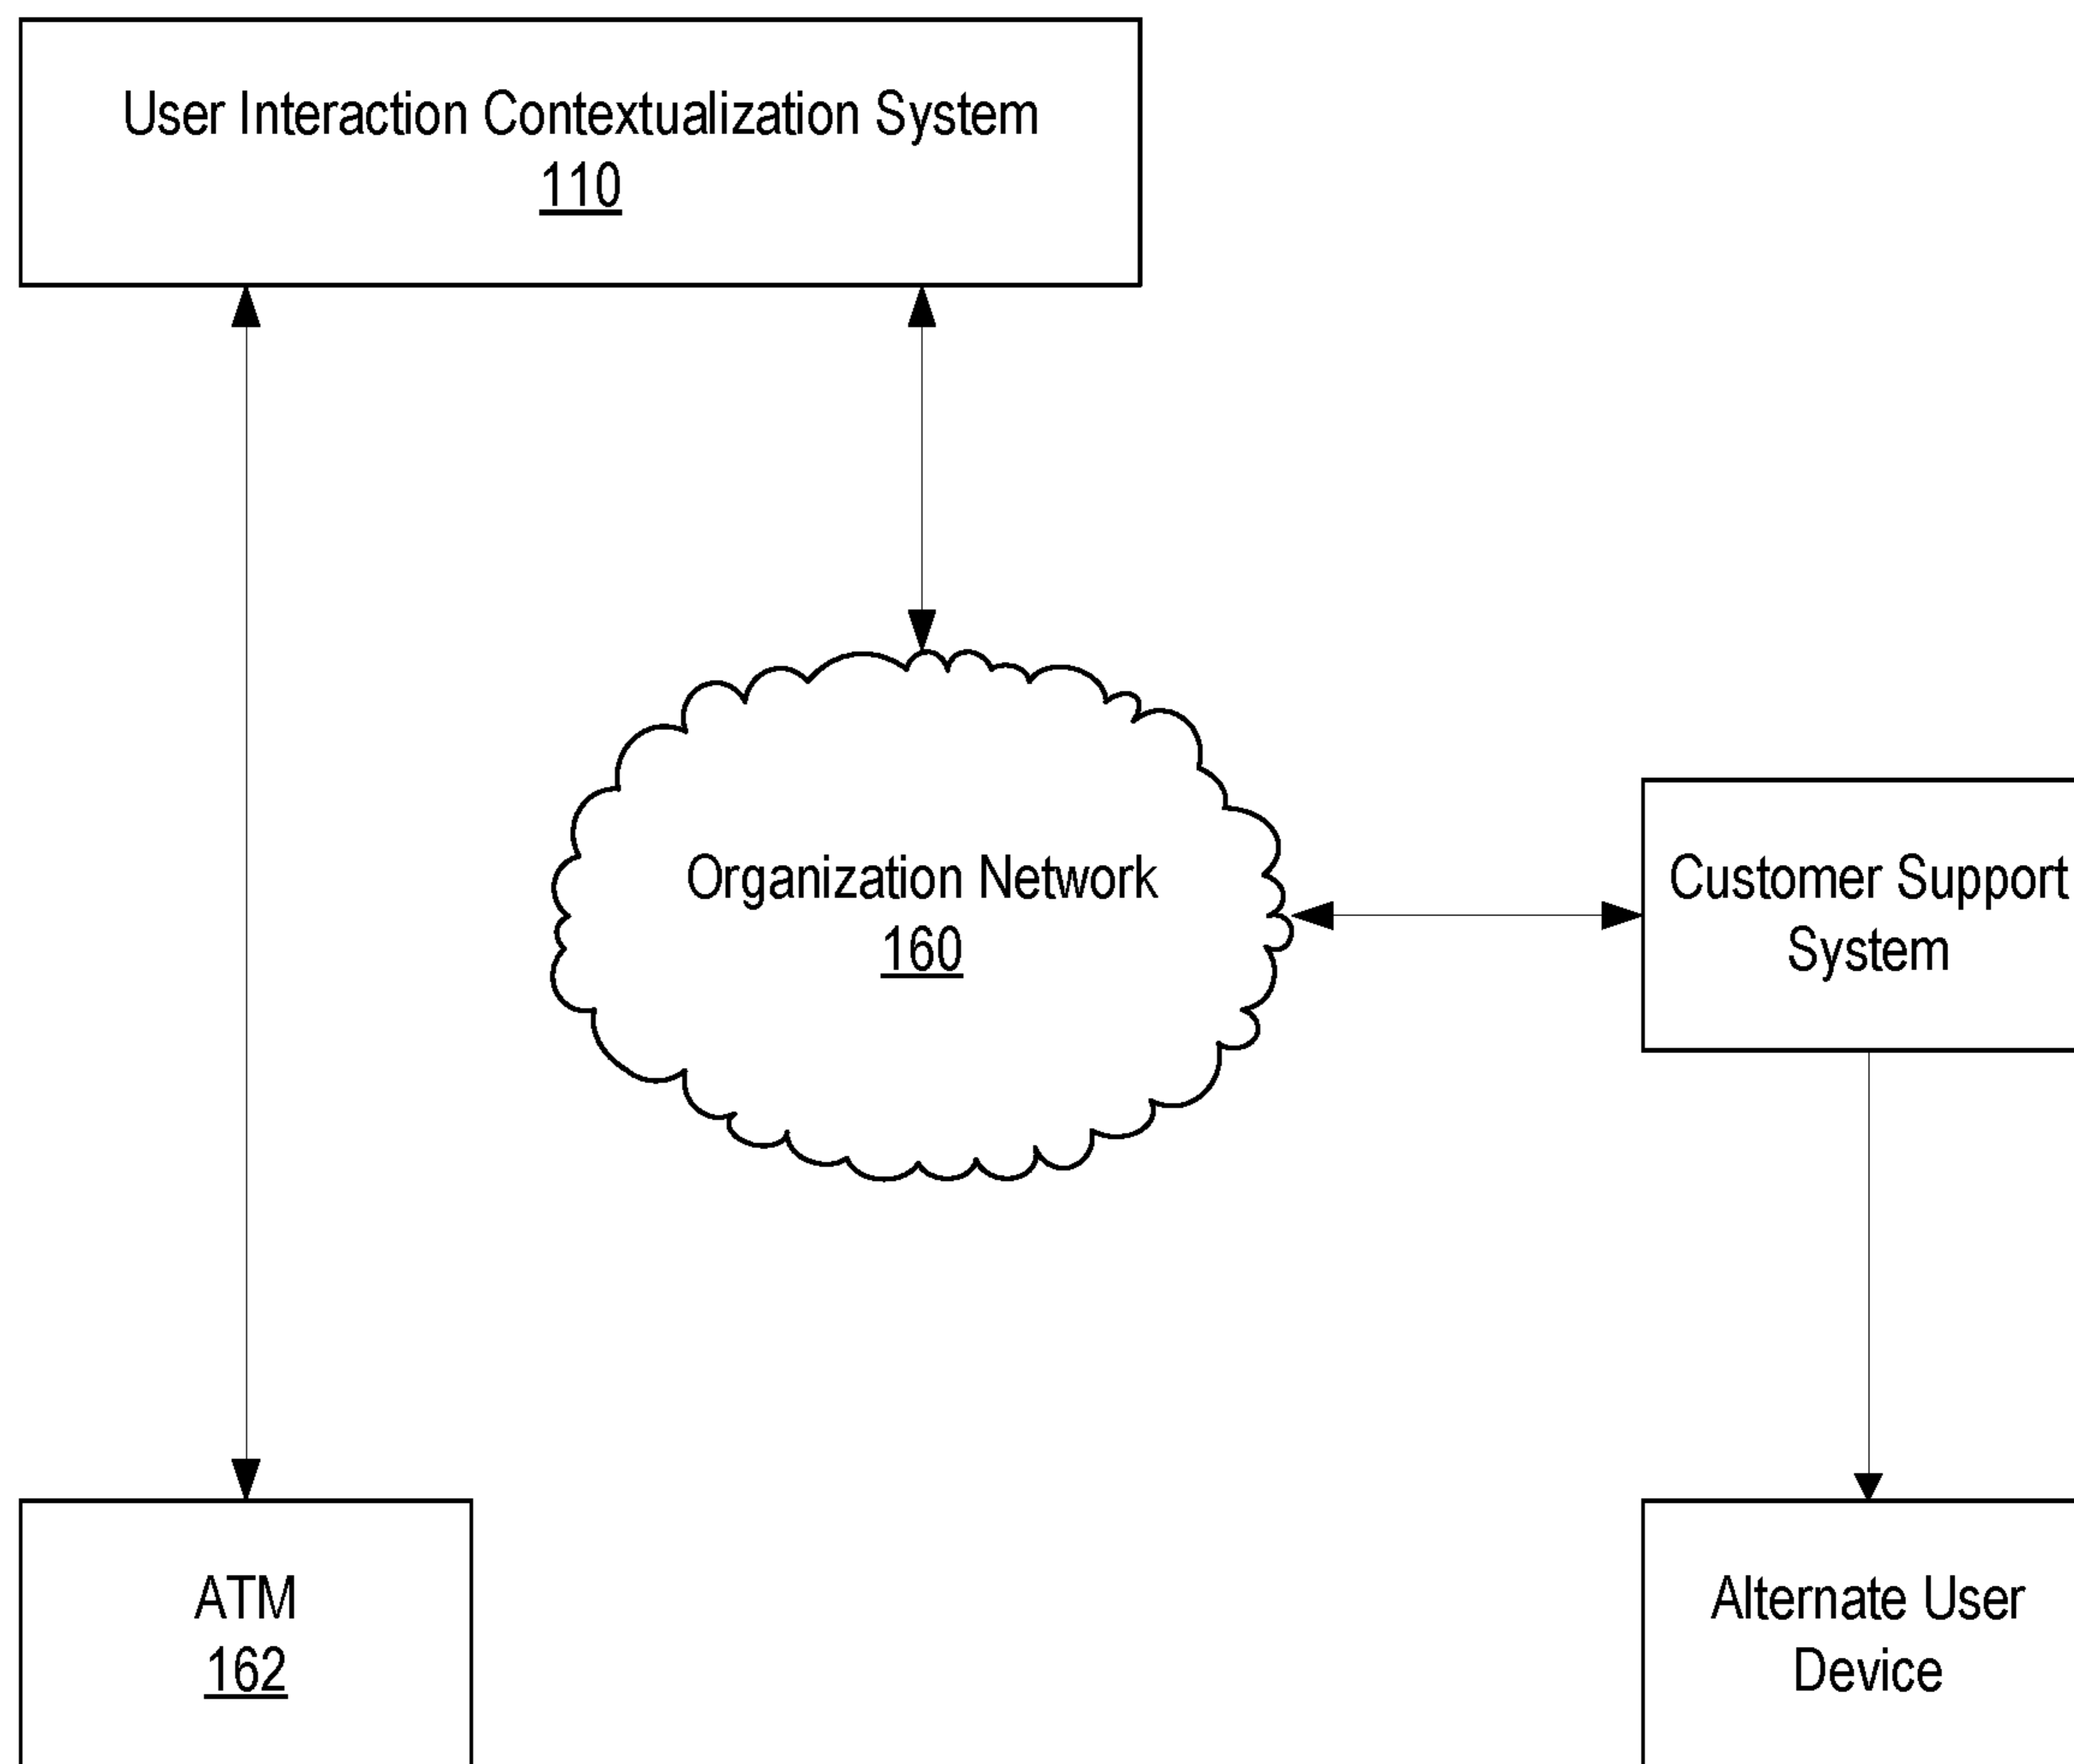 User Interaction Contextualization System
110
Organization Network
160
Customer Support
System
ATM
162
Alternate User
Device